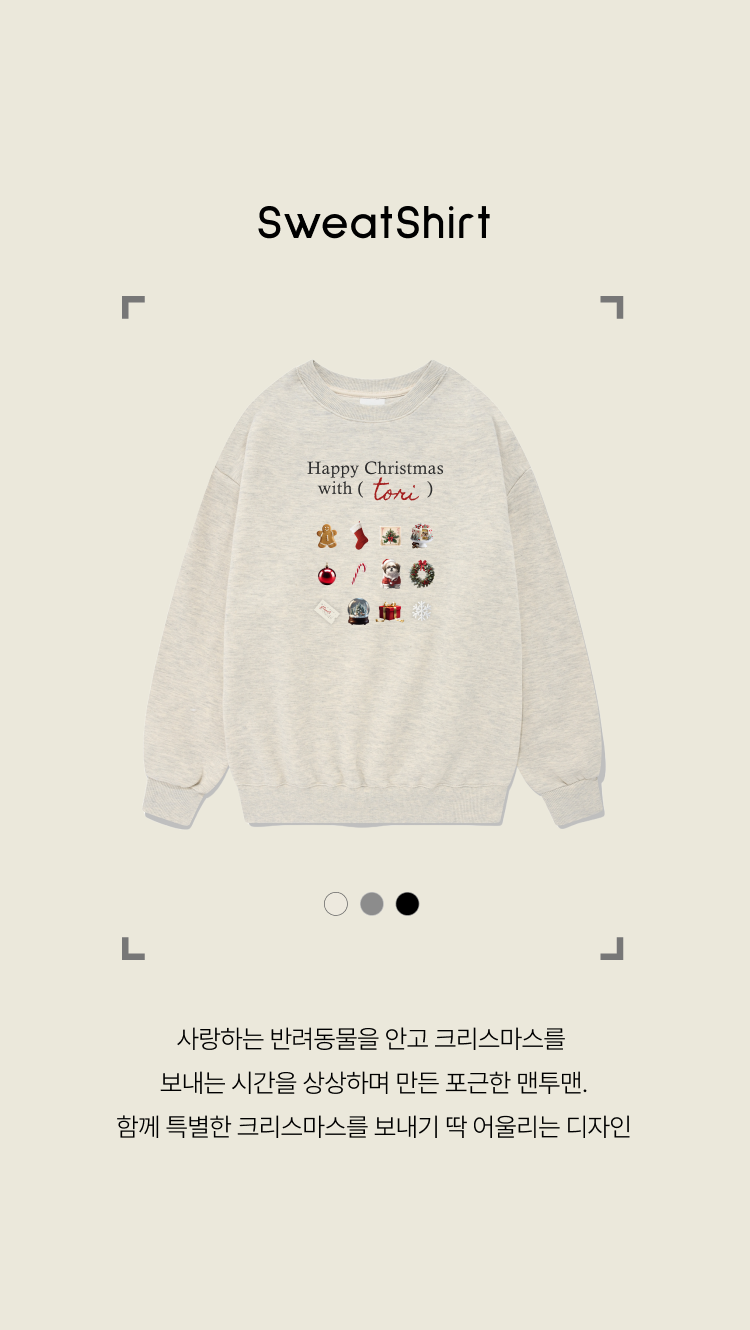 SweatShirt
Happy Christmas
with ( tori )
사랑하는 반려동물을 안고 크리스마스를
보내는 시간을 상상하며 만든 포근한 맨투맨.
함께 특별한 크리스마스를 보내기 딱 어울리는 디자인